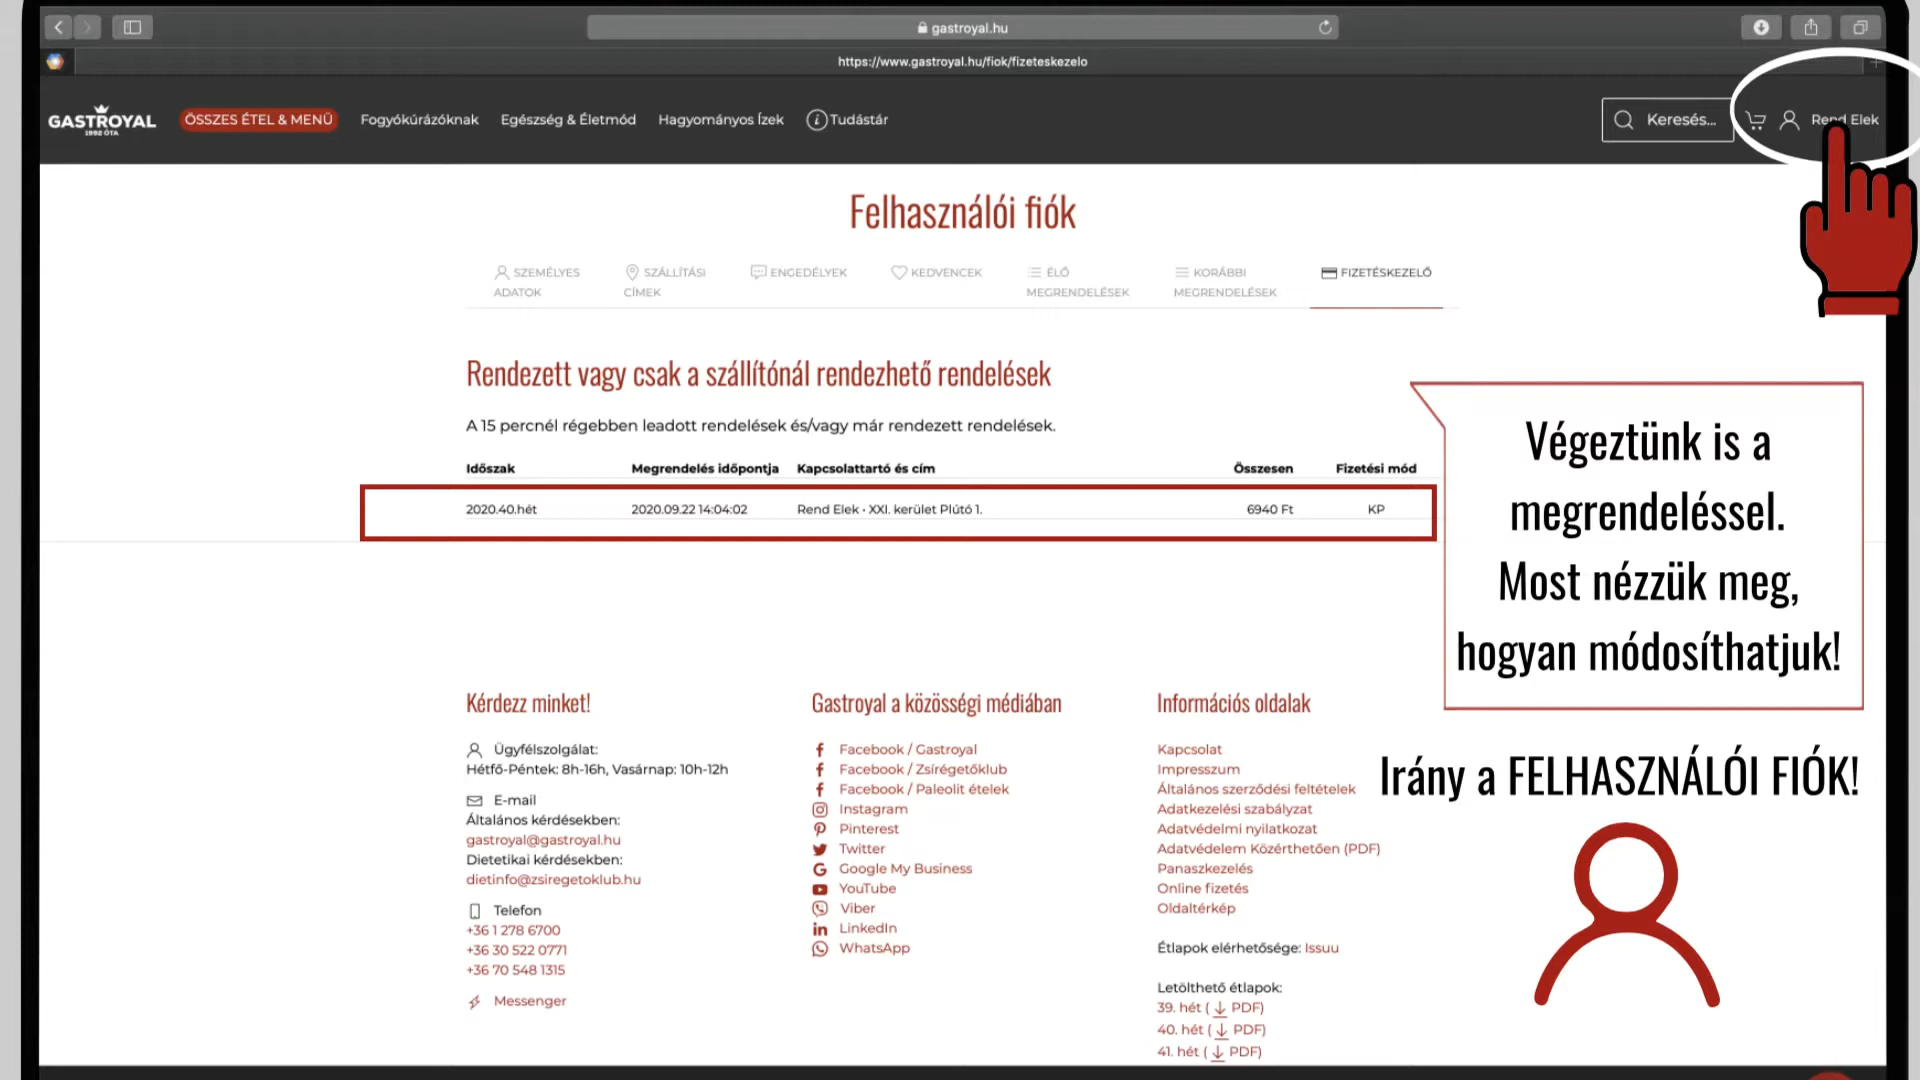 gastroyal.hu
https://www.gastroyal.hu/fiok/fizeteskezelo
GASTROYAL
1992 ÓTA
ÖSSZES ÉTEL & MENÜ
Fogyókúrázóknak
Egészség & Életmód
Hagyományos Ízek
Tudástár
Keresés...
Rend Elek
Felhasználói fiók
SZEMÉLYES
ADATOK
SZÁLLÍTÁSI
CÍMEK
ENGEDÉLYEK
KEDVENCEK
ÉLŐ
MEGRENDELÉSEK
KORÁBBI
MEGRENDELÉSEK
FIZETÉSKEZELŐ
Rendezett vagy csak a szállítónál rendezhető rendelések
A 15 percnél régebben leadott rendelések és/vagy már rendezett rendelések.
Időszak Megrendelés időpontja Kapcsolattartó és cím Összesen Fizetési mód
2020.40.hét 2020.09.22 14:04:02 Rend Elek • XXI. kerület Plútó 1. 6940 Ft KP
Végeztünk is a
megrendeléssel.
Most nézzük meg,
hogyan módosíthatjuk!
Irány a FELHASZNÁLÓI FIÓK!
Kérdezz minket!
Ügyfélszolgálat:
Hétfő-Péntek: 8h-16h, Vasárnap: 10h-12h
E-mail
Általános kérdésekben:
gastroyal@gastroyal.hu
Dietetikai kérdésekben:
dietinfo@zsiregetoklub.hu
Telefon
+36 1 278 6700
+36 30 522 0771
+36 70 548 1315
Messenger
Gastroyal a közösségi médiában
Facebook / Gastroyal
Facebook / Zsírégetőklub
Facebook / Paleolit ételek
Instagram
Pinterest
Twitter
Google My Business
YouTube
Viber
LinkedIn
WhatsApp
Információs oldalak
Kapcsolat
Impresszum
Általános szerződési feltételek
Adatkezelési szabályzat
Adatvédelmi nyilatkozat
Adatvédelem Közérthetően (PDF)
Panaszkezelés
Online fizetés
Oldaltérkép
Étlapok elérhetősége: Issuu
Letölthető étlapok:
39. hét ( PDF)
40. hét ( PDF)
41. hét ( PDF)